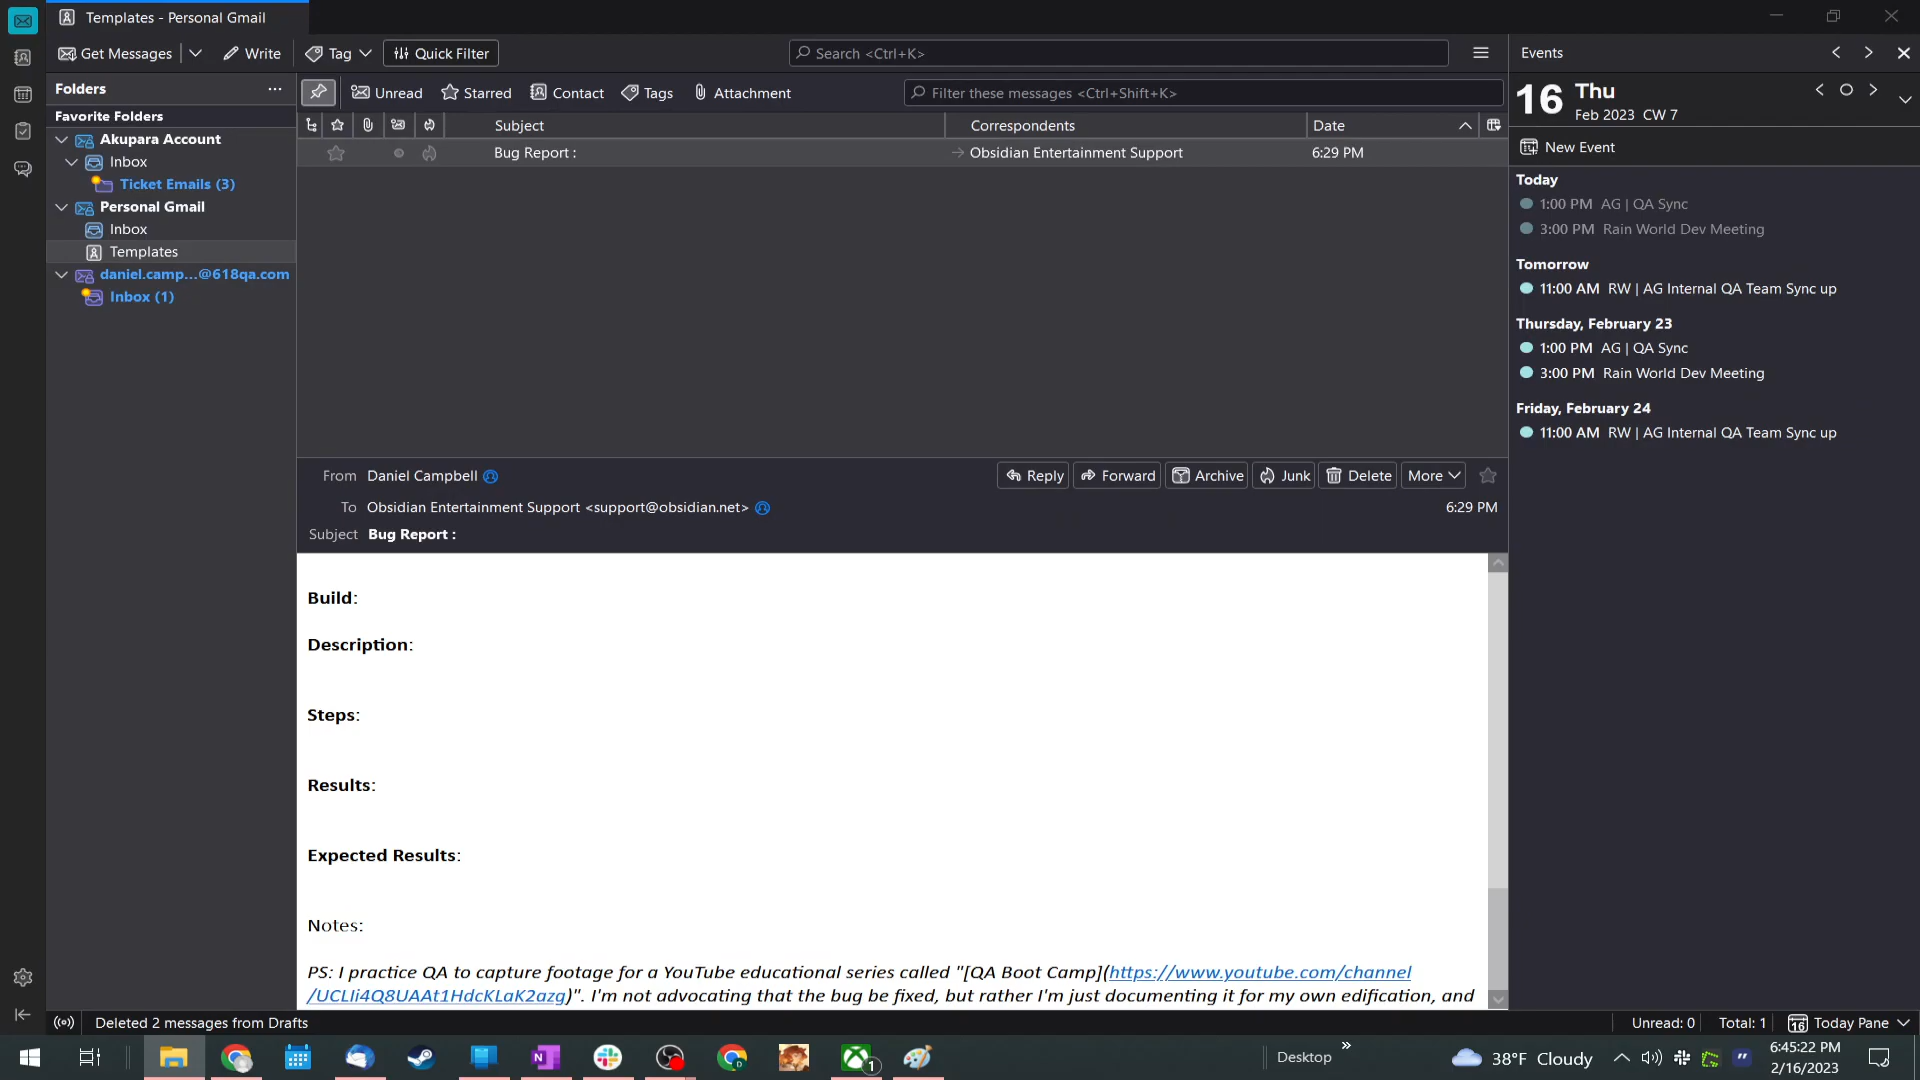 Templates - Personal Gmail
Get Messages
Write
Tag
Quick Filter
Search <Ctrl+K>
Events
Folders
Unread
Starred
Contact
Tags
Attachment
Filter these messages <Ctrl+Shift+K>
16
Thu
Feb 2023 CW 7
Favorite Folders
Subject
Correspondents
Date
Akupara Account
Bug Report :
Obsidian Entertainment Support
6:29 PM
New Event
Inbox
Ticket Emails (3)
Today
Personal Gmail
1:00 PM AG | QA Sync
Inbox
3:00 PM Rain World Dev Meeting
Templates
Tomorrow
daniel.camp...@618qa.com
11:00 AM RW | AG Internal QA Team Sync up
Inbox (1)
Thursday, February 23
1:00 PM AG | QA Sync
3:00 PM Rain World Dev Meeting
Friday, February 24
11:00 AM RW | AG Internal QA Team Sync up
From Daniel Campbell
Reply
Forward
Archive
Junk
Delete
More
To Obsidian Entertainment Support <support@obsidian.net>
6:29 PM
Subject Bug Report :
Build:
Description:
Steps:
Results:
Expected Results:
Notes:
PS: I practice QA to capture footage for a YouTube educational series called "[QA Boot Camp](https://www.youtube.com/channel
/UCLIi4Q8UAAt1HdcKLaK2azg)". I'm not advocating that the bug be fixed, but rather I'm just documenting it for my own edification, and
Deleted 2 messages from Drafts
Unread: 0
Total: 1
16
Today Pane
N
1
Desktop
38°F Cloudy
6:45:22 PM
2/16/2023